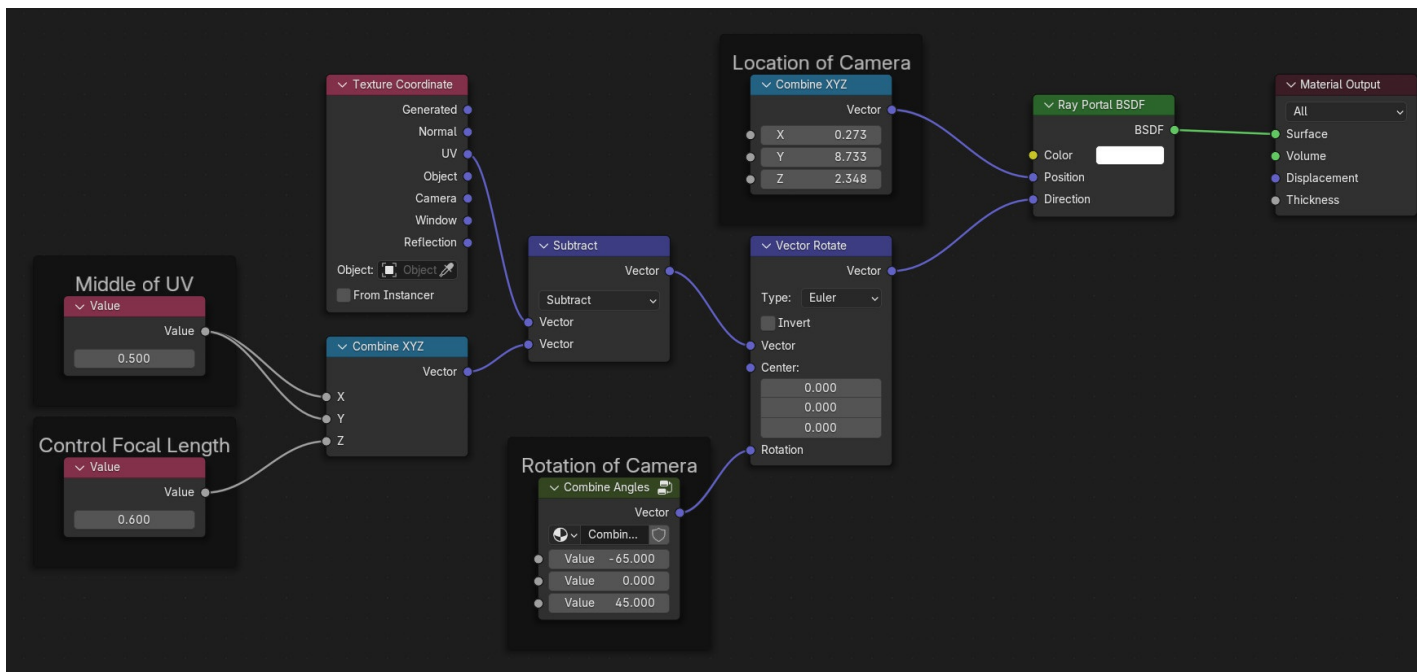 Middle of UV
Value
Value
0.500
Control Focal Length
Value
Value
0.600
Texture Coordinate
Generated
Normal
UV
Object
Camera
Window
Reflection
Object: Object
From Instancer
Combine XYZ
Vector
X
Y
Z
Subtract
Vector
Subtract
Vector
Vector
Rotation of Camera
Combine Angles
Vector
Combin...
Value -65.000
Value 0.000
Value 45.000
Location of Camera
Combine XYZ
Vector
X 0.273
Y 8.733
Z 2.348
Vector Rotate
Vector
Type: Euler
Invert
Vector
Center:
0.000
0.000
0.000
Rotation
Ray Portal BSDF
BSDF
Color
Position
Direction
Material Output
All
Surface
Volume
Displacement
Thickness